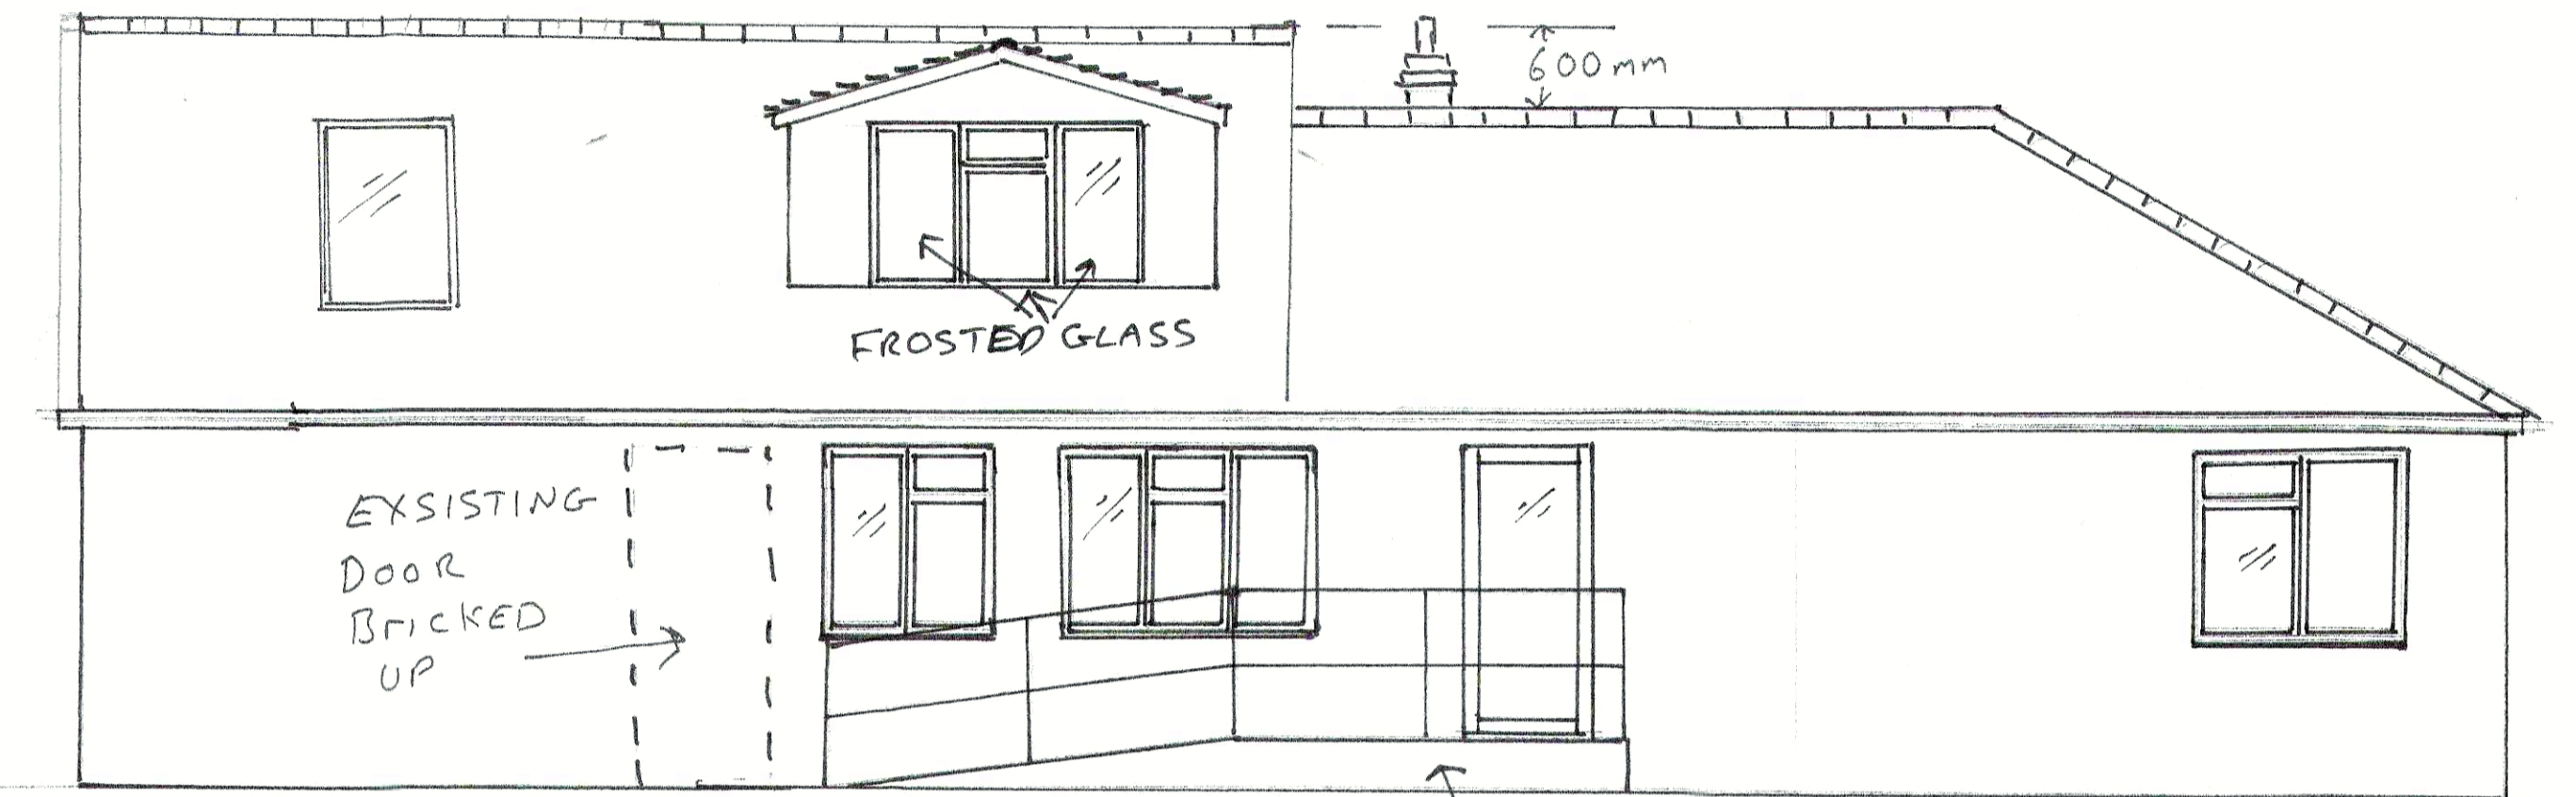 600mm
FROSTED GLASS
EXSISTING
DOOR
BRICKED
UP